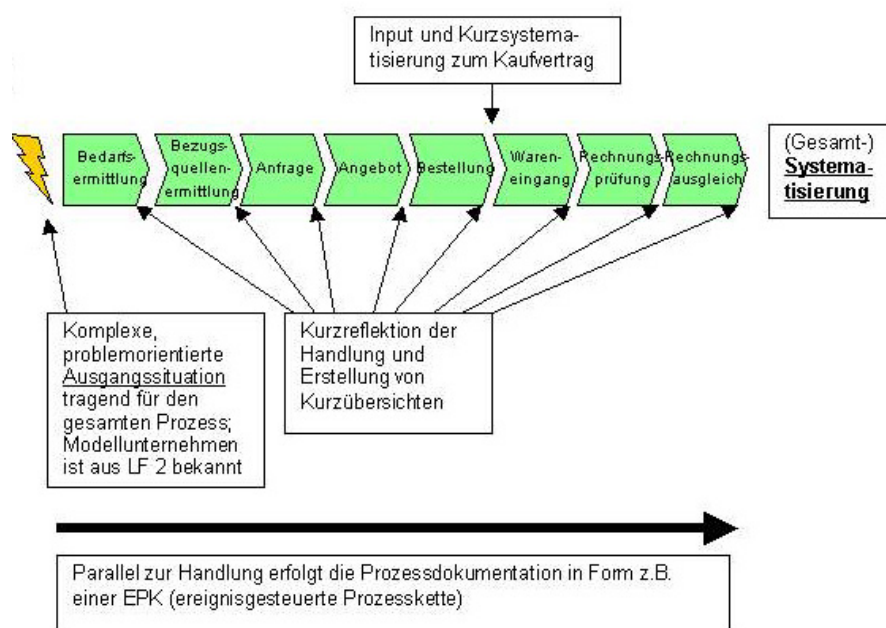 Input und Kurzsystema-
tisierung zum Kaufvertrag
Bedarfs-
ermittlung
Bezugs-
quellen-
ermittlung
Anfrage
Angebot
Bestellung
Waren-
eingang
Rechnungs-
prüfung
Rechnungs-
ausgleich
(Gesamt-)
Systema-
tisierung
Komplexe,
problemorientierte
Ausgangssituation
tragend für den
gesamten Prozess;
Modellunternehmen
ist aus LF 2 bekannt
Kurzreflektion der
Handlung und
Erstellung von
Kurzübersichten
Parallel zur Handlung erfolgt die Prozessdokumentation in Form z.B.
einer EPK (ereignisgesteuerte Prozesskette)